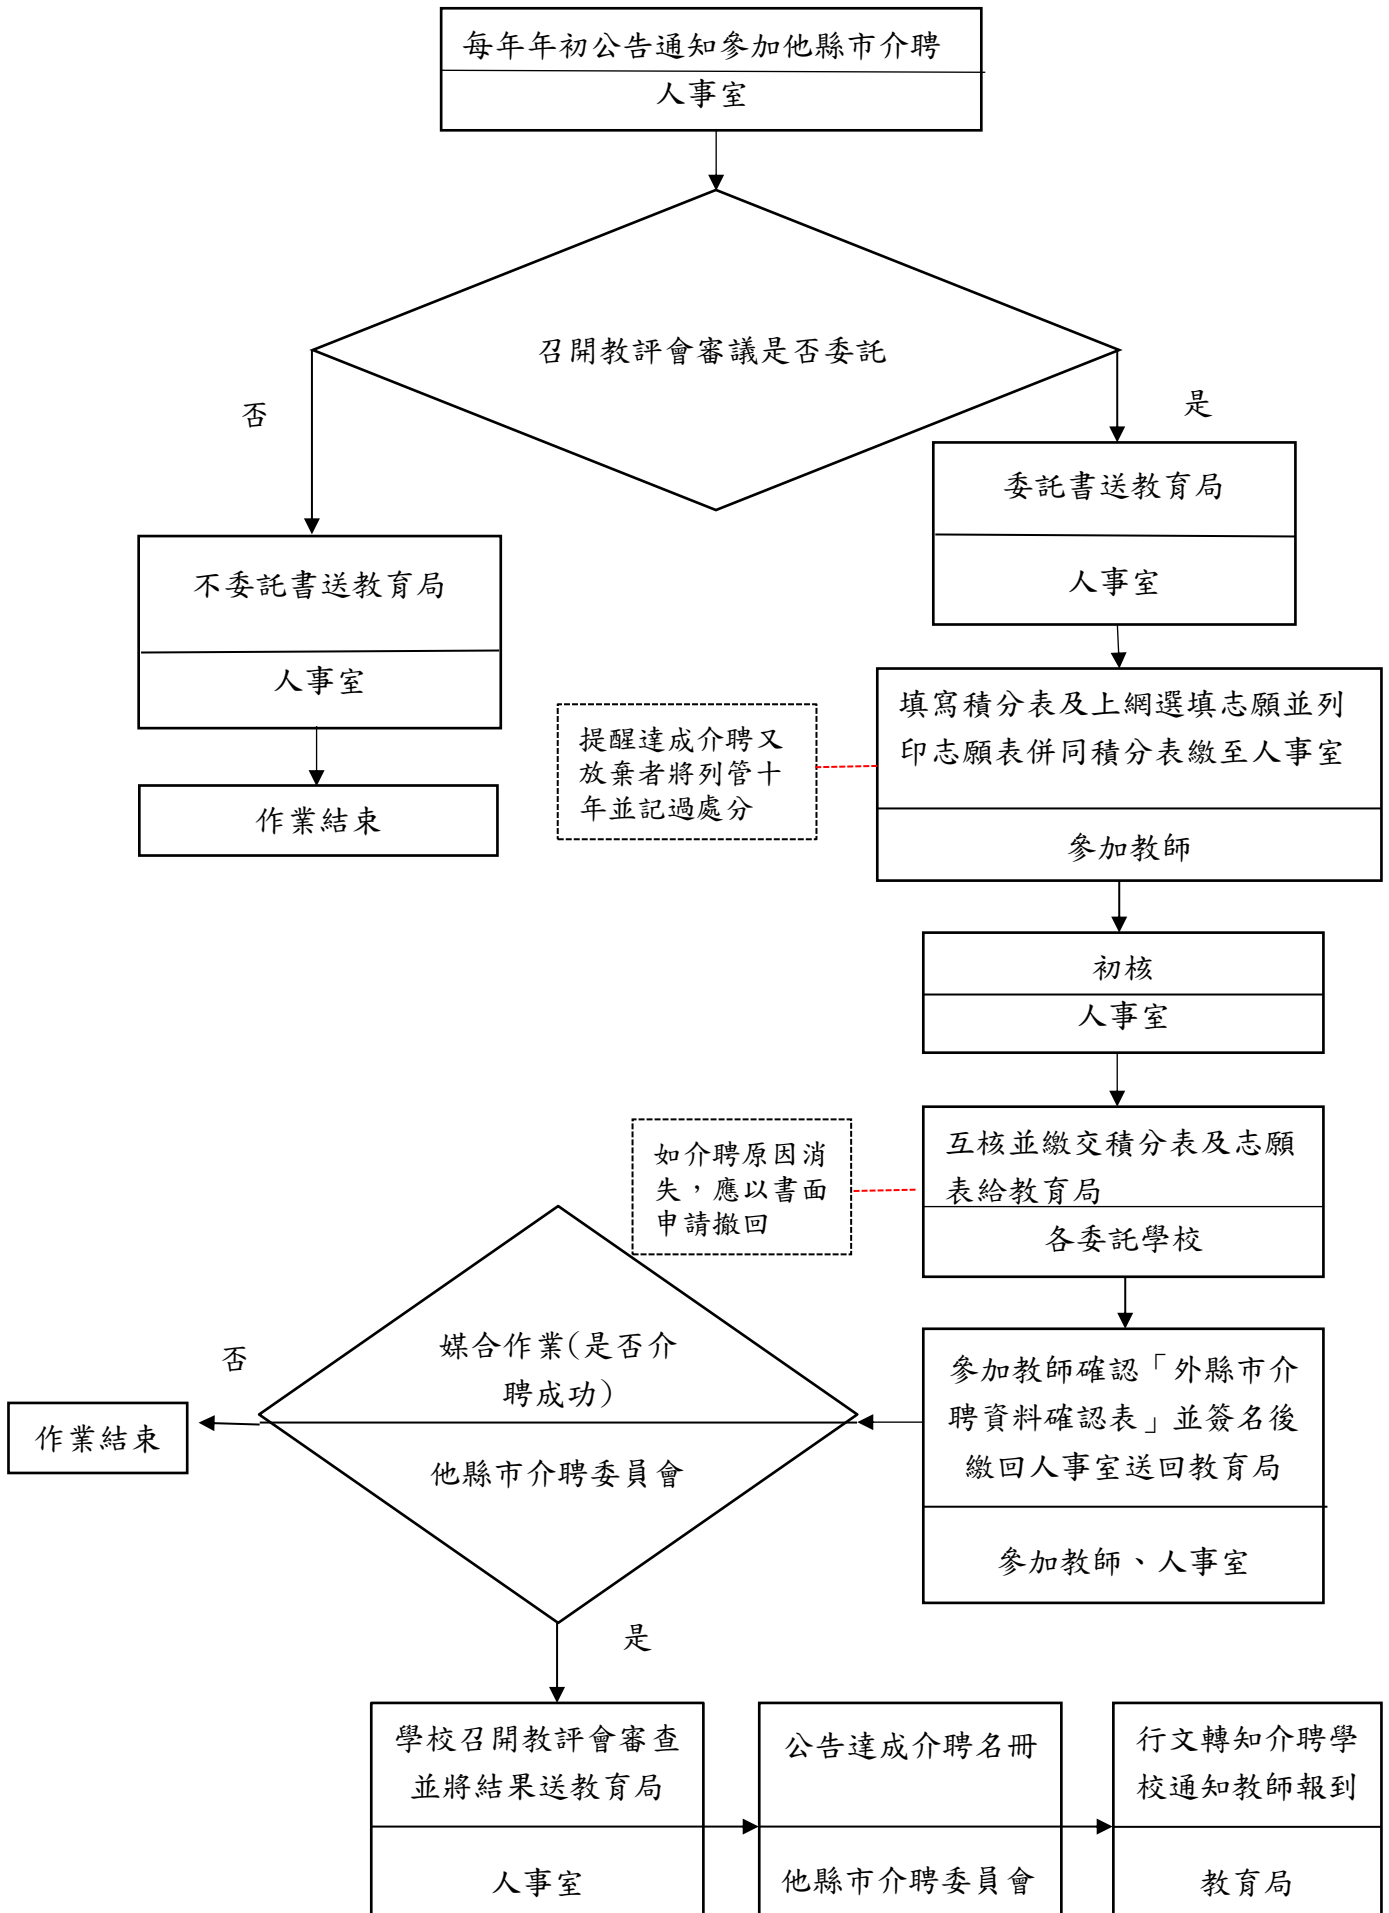 每年年初公告通知參加他縣市介聘
人事室
召開教評會審議是否委託
否
是
委託書送教育局
人事室
不委託書送教育局
人事室
作業結束
填寫積分表及上網選填志願並列
印志願表併同積分表繳至人事室
參加教師
提醒達成介聘又
放棄者將列管十
年並記過處分
初核
人事室
互核並繳交積分表及志願
表給教育局
各委託學校
如介聘原因消
失，應以書面
申請撤回
參加教師確認「外縣市介
聘資料確認表」並簽名後
繳回人事室送回教育局
參加教師、人事室
媒合作業(是否介
聘成功)
他縣市介聘委員會
否
作業結束
是
學校召開教評會審查
並將結果送教育局
人事室
公告達成介聘名冊
他縣市介聘委員會
行文轉知介聘學
校通知教師報到
教育局